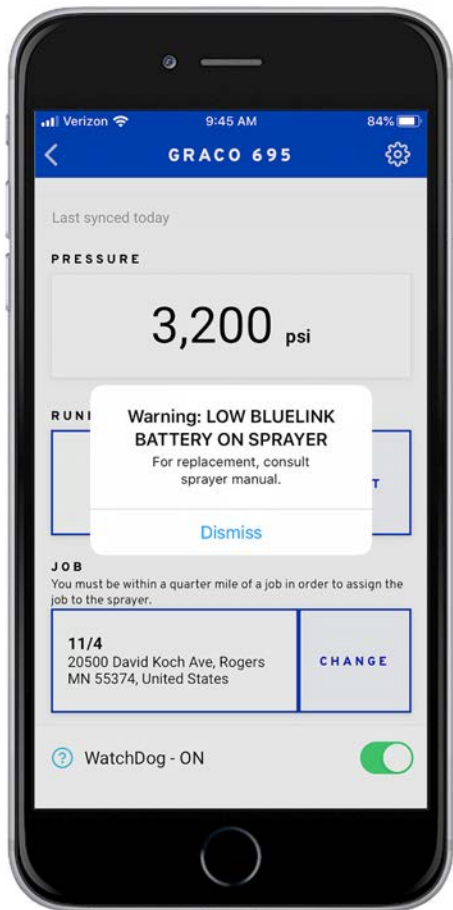 Verizon 9:45 AM 84%
GRACO 695
Last synced today
PRESSURE
3,200 psi
Warning: LOW BLUELINK
BATTERY ON SPRAYER
For replacement, consult
sprayer manual.
Dismiss
JOB
You must be within a quarter mile of a job in order to assign the
job to the sprayer.
11/4
20500 David Koch Ave, Rogers
MN 55374, United States
CHANGE
? WatchDog - ON